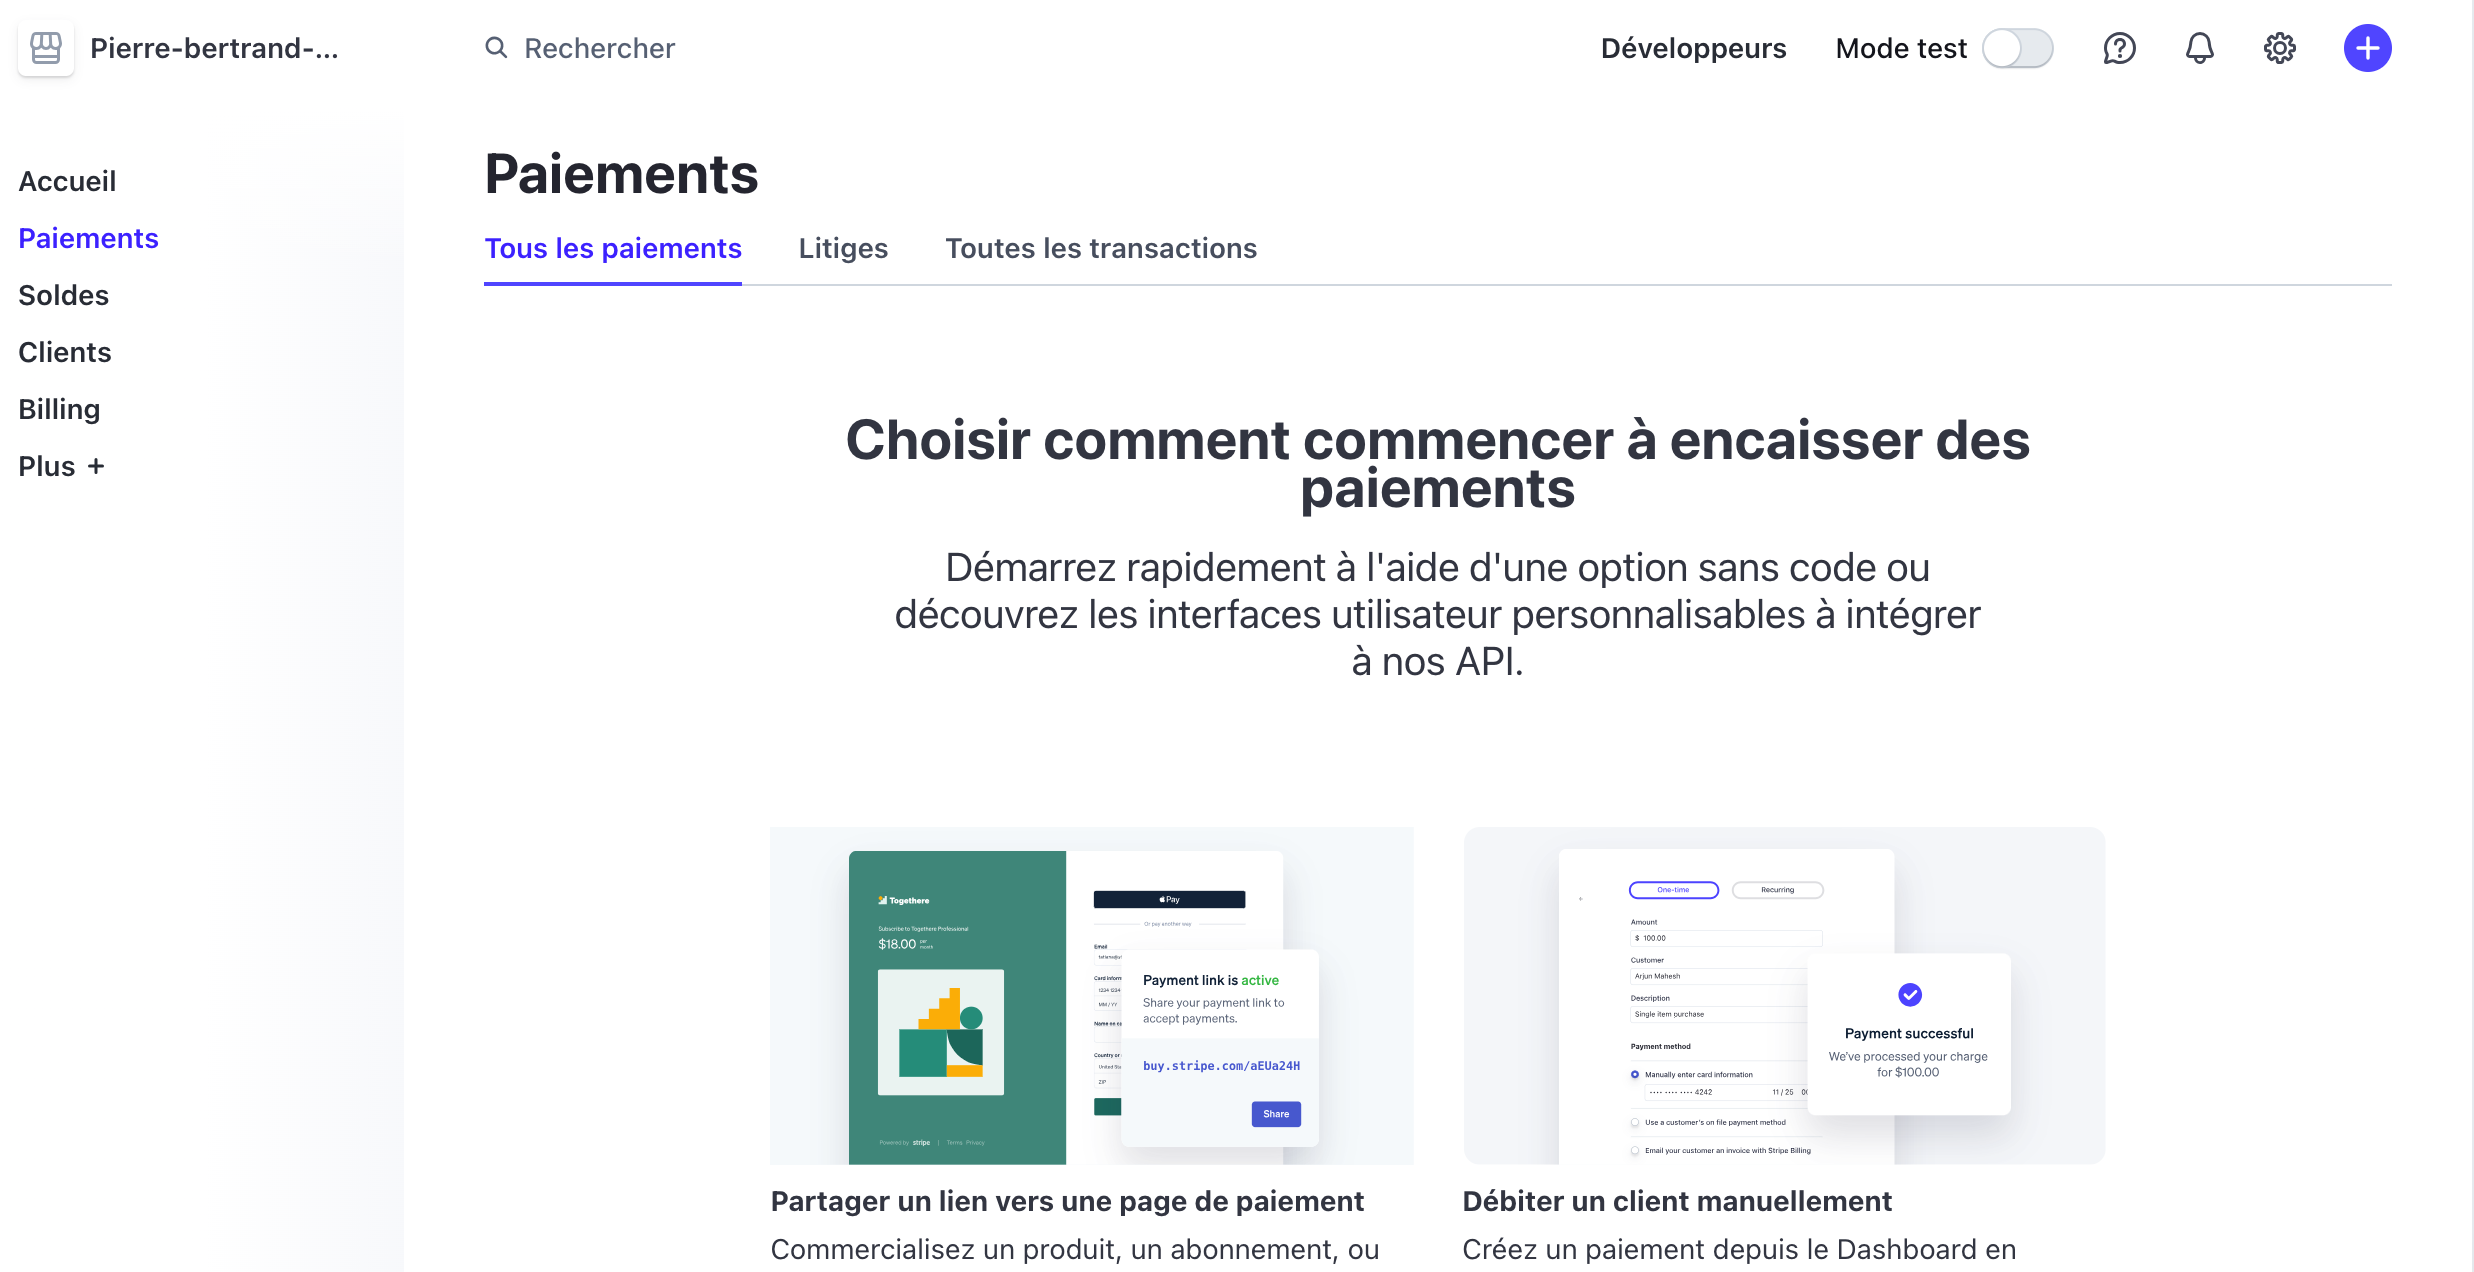 Pierre-bertrand-...
Rechercher
Développeurs
Mode test
Accueil
Paiements
Soldes
Clients
Billing
Plus +
Paiements
Tous les paiements
Litiges
Toutes les transactions
Choisir comment commencer à encaisser des
paiements
Démarrez rapidement à l'aide d'une option sans code ou
découvrez les interfaces utilisateur personnalisables à intégrer
à nos API.
Togethere
Subscribe to Togethere Professional
$18.00 per
month
Powered by stripe | Terms Privacy
Pay
Or pay another way
Email
Card inform
1234 1234
MM / YY
Name on ca
Country or
United Sta
ZIP
Payment link is active
Share your payment link to
accept payments.
buy.stripe.com/aEUa24H
Share
Partager un lien vers une page de paiement
Commercialisez un produit, un abonnement, ou
One-time
Recurring
Amount
$ 100.00
Customer
Arjun Mahesh
Description
Single item purchase
Payment method
Manually enter card information
•••• •••• •••• 4242
11 / 25
Use a customer's on file payment method
Email your customer an invoice with Stripe Billing
Payment successful
We've processed your charge
for $100.00
Débiter un client manuellement
Créez un paiement depuis le Dashboard en